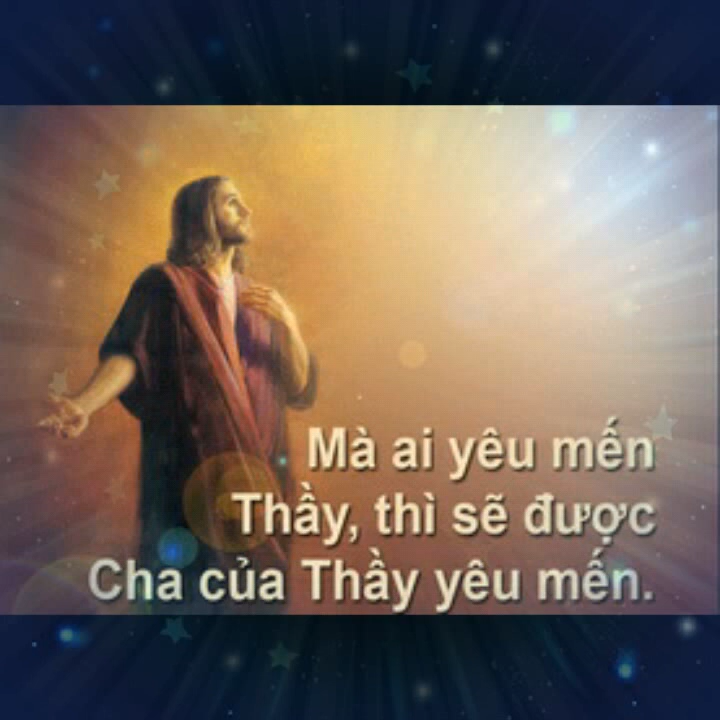 Mà ai yêu mến
Thầy, thì sẽ được
Cha của Thầy yêu mến.